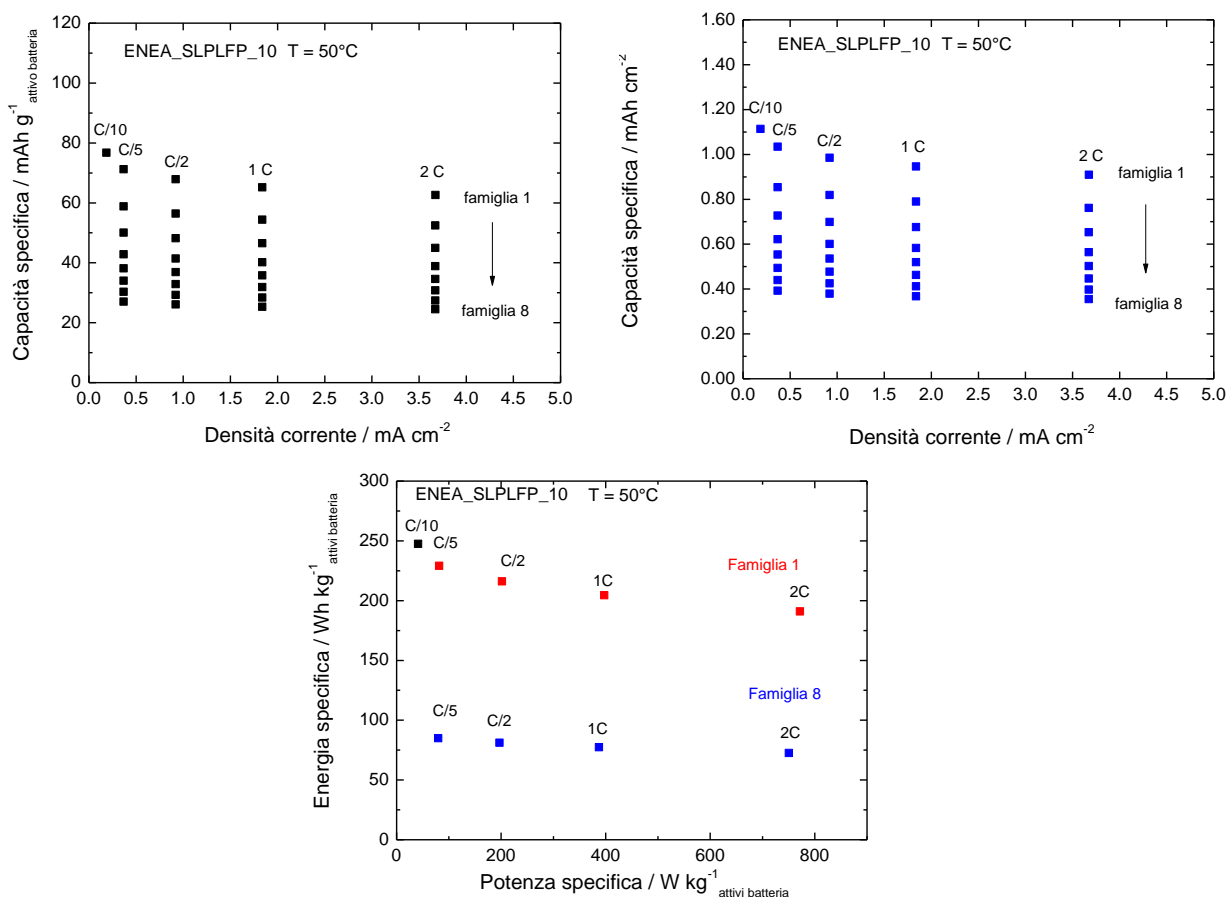 ENEA_SLPLFP_10 T = 50°C
Capacità specifica / mAh g⁻¹ attivo batteria
120
100
80
60
40
20
0
C/10
C/5
C/2
1 C
2 C
famiglia 1
famiglia 8
0.0 0.5 1.0 1.5 2.0 2.5 3.0 3.5 4.0 4.5 5.0
Densità corrente / mA cm⁻²
ENEA_SLPLFP_10 T = 50°C
Capacità specifica / mAh cm⁻²
1.60
1.40
1.20
1.00
0.80
0.60
0.40
0.20
0.00
C/10
C/5
C/2
1 C
2 C
famiglia 1
famiglia 8
0.0 0.5 1.0 1.5 2.0 2.5 3.0 3.5 4.0 4.5 5.0
Densità corrente / mA cm⁻²
ENEA_SLPLFP_10 T = 50°C
Energia specifica / Wh kg⁻¹ attivi batteria
300
250
200
150
100
50
0
C/10
C/5
C/2
1C
2C
Famiglia 1
Famiglia 8
C/5
C/2
1C
2C
0 200 400 600 800
Potenza specifica / W kg⁻¹ attivi batteria